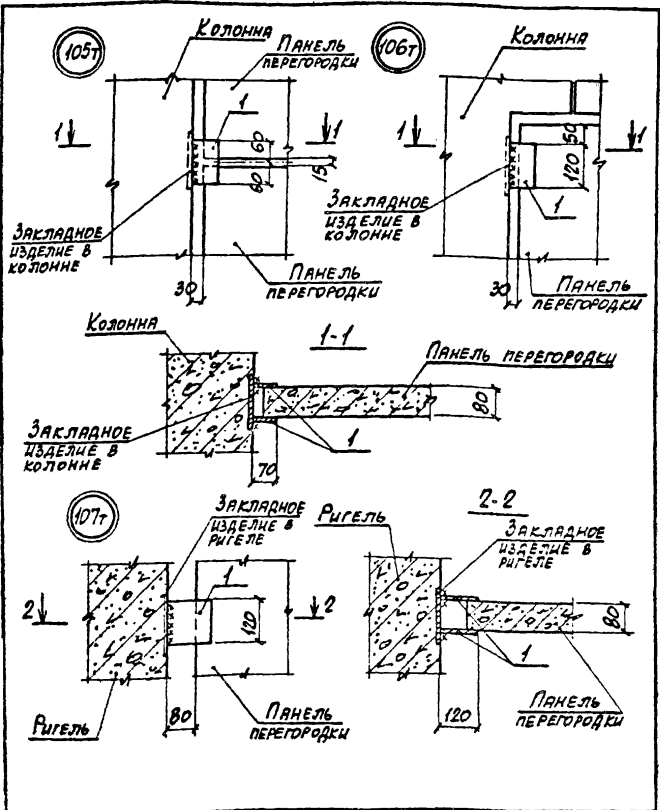 105т
Колонна
Панель
перегородки
1
1
1
60
60
15
Закладное
изделие в
колонне
Панель
перегородки
30
106т
Колонна
1
1
50
120
1
Закладное
изделие в
колонне
Панель
перегородки
30
1-1
Колонна
Панель перегородки
80
Закладное
изделие в
колонне
1
70
107т
Закладное
изделие в
ригеле
1
2
2
120
80
Ригель
Панель
перегородки
2-2
Ригель
Закладное
изделие в
ригеле
80
1
120
Панель
перегородки